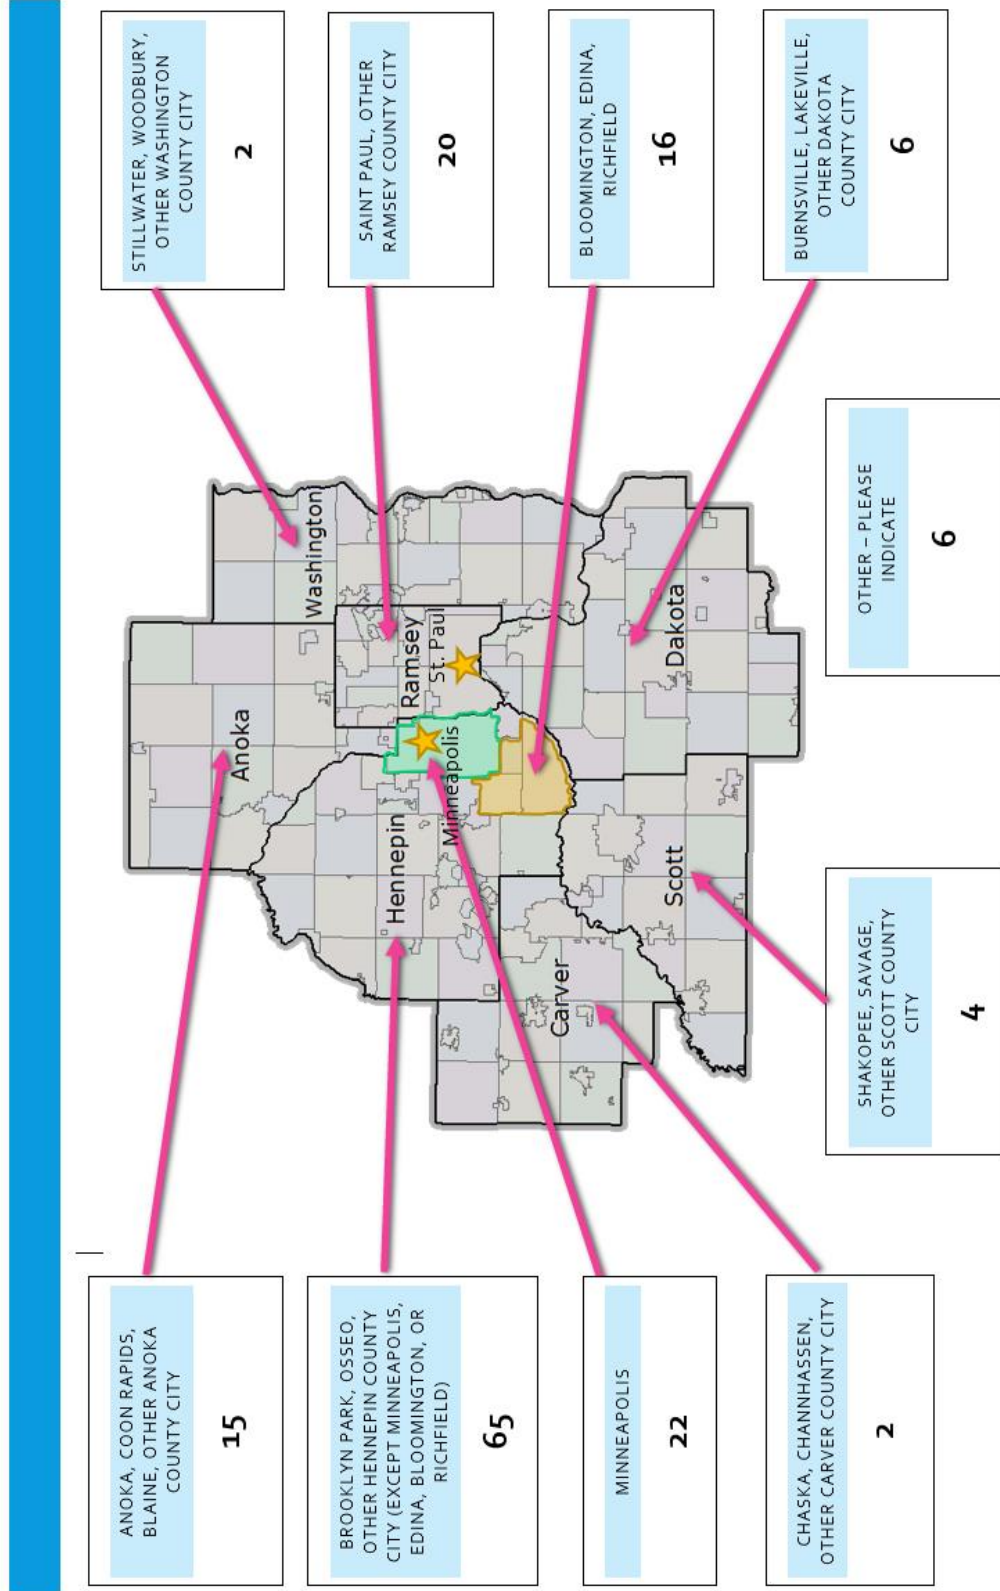 ANOKA, COON RAPIDS,
BLAINE, OTHER ANOKA
COUNTY CITY
15
BROOKLYN PARK, OSSEO,
OTHER HENNEPIN COUNTY
CITY (EXCEPT MINNEAPOLIS,
EDINA, BLOOMINGTON, OR
RICHFIELD)
65
MINNEAPOLIS
22
CHASKA, CHANNHASSEN,
OTHER CARVER COUNTY CITY
2
Anoka
Washington
Hennepin
Ramsey
St. Paul
Minneapolis
Carver
Scott
Dakota
STILLWATER, WOODBURY,
OTHER WASHINGTON
COUNTY CITY
2
SAINT PAUL, OTHER
RAMSEY COUNTY CITY
20
BLOOMINGTON, EDINA,
RICHFIELD
16
BURNSVILLE, LAKEVILLE,
OTHER DAKOTA
COUNTY CITY
6
SHAKOPEE, SAVAGE,
OTHER SCOTT COUNTY
CITY
4
OTHER – PLEASE
INDICATE
6